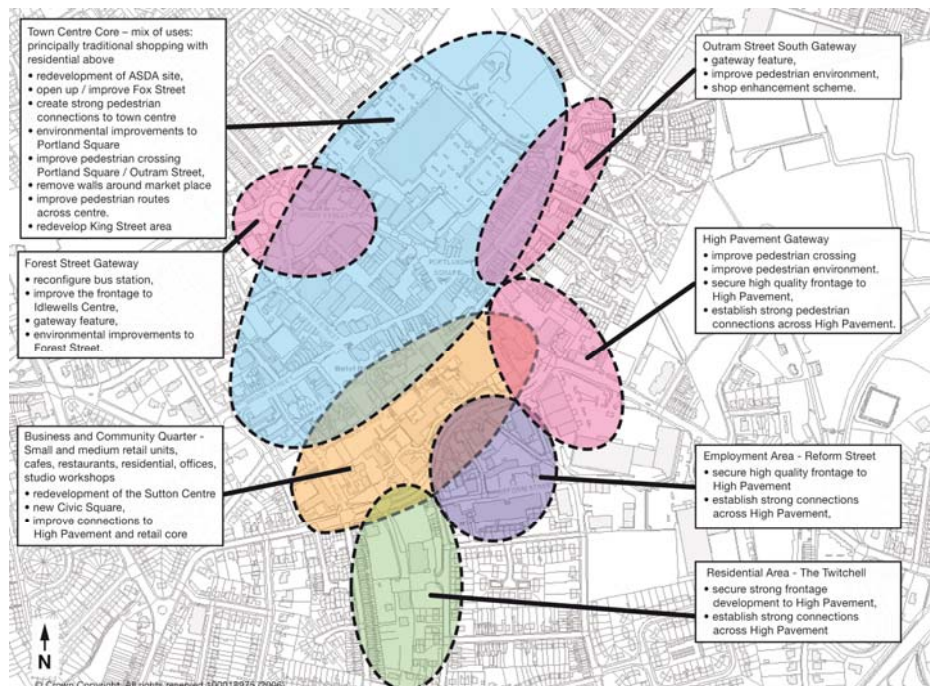 Town Centre Core – mix of uses:
principally traditional shopping with
residential above
• redevelopment of ASDA site,
• open up / improve Fox Street
• create strong pedestrian
connections to town centre
• environmental improvements to
Portland Square
• improve pedestrian crossing
Portland Square / Outram Street,
• remove walls around market place
• improve pedestrian routes
across centre.
• redevelop King Street area
Forest Street Gateway
• reconfigure bus station,
• improve the frontage to
Idlewells Centre,
• gateway feature,
• environmental improvements to
Forest Street.
Business and Community Quarter -
Small and medium retail units,
cafes, restaurants, residential, offices,
studio workshops
• redevelopment of the Sutton Centre
• new Civic Square,
• improve connections to
High Pavement and retail core
Outram Street South Gateway
• gateway feature,
• improve pedestrian environment,
• shop enhancement scheme.
High Pavement Gateway
• improve pedestrian crossing
• improve pedestrian environment.
• secure high quality frontage to
High Pavement,
• establish strong pedestrian
connections across High Pavement.
Employment Area - Reform Street
• secure high quality frontage to
High Pavement
• establish strong connections
across High Pavement,
Residential Area - The Twitchell
• secure strong frontage
development to High Pavement,
• establish strong connections
across High Pavement
PORTLAND
SQUARE
N
© Crown Copyright. All rights reserved 100018975 (2006)